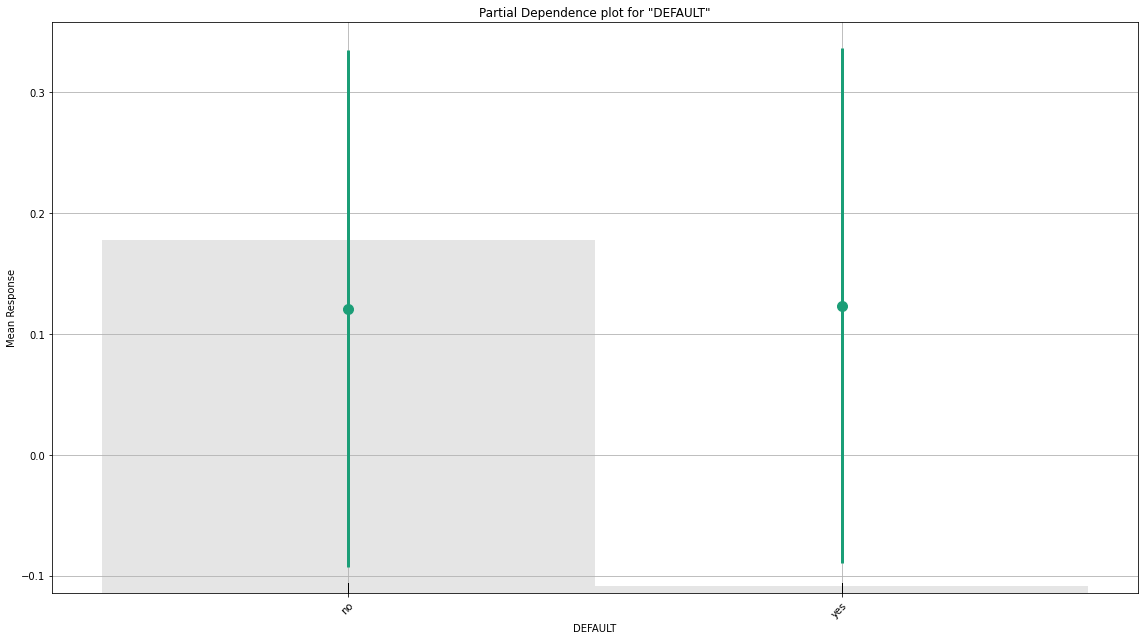 Partial Dependence plot for "DEFAULT"
Mean Response
0.3
0.2
0.1
0.0
−0.1
no
yes
DEFAULT